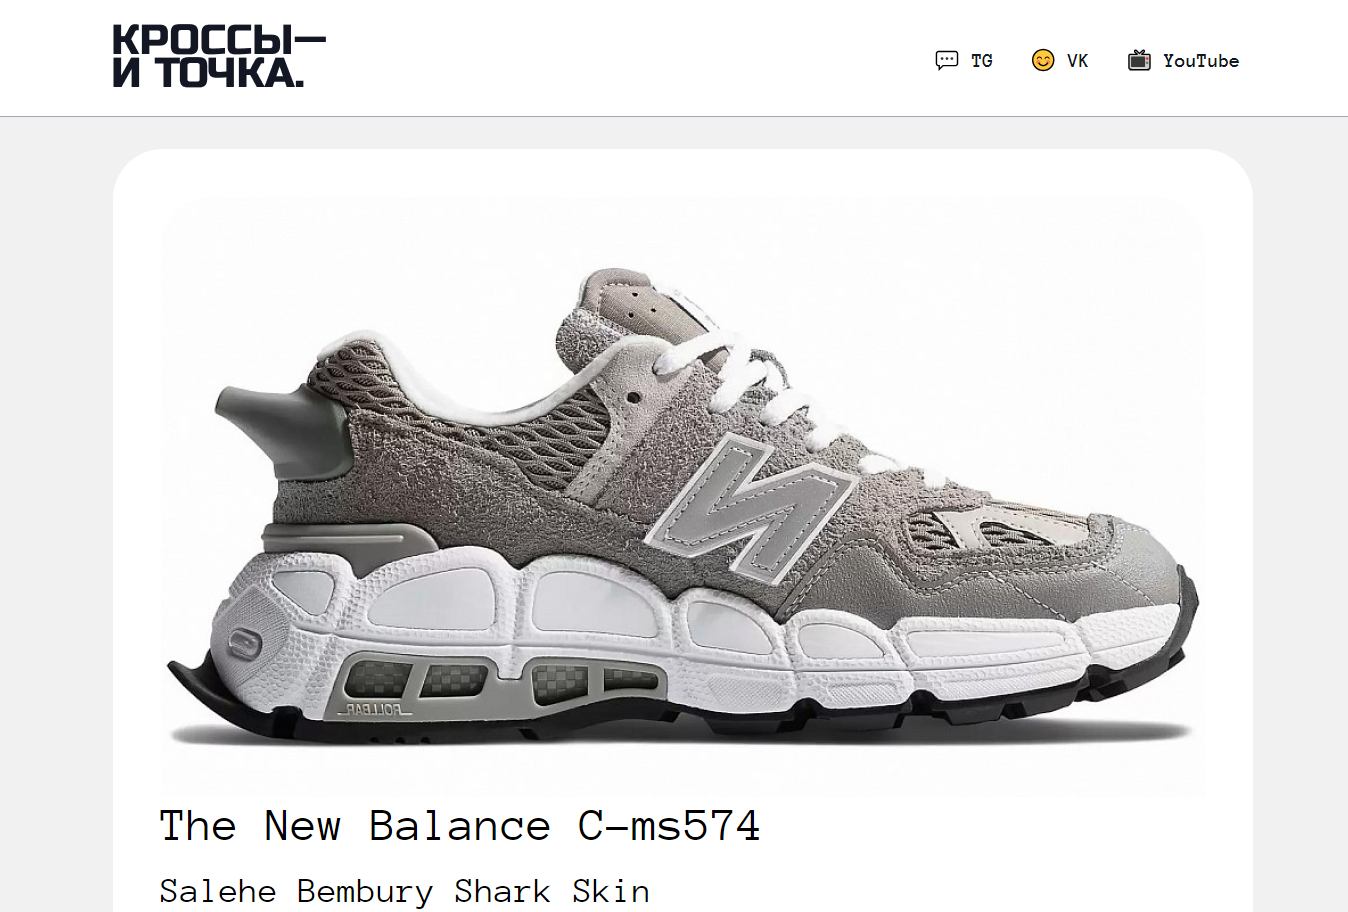 КРОССЫ—
И ТОЧКА.
TG
VK
YouTube
ROLLBAR
The New Balance C-ms574
Salehe Bembury Shark Skin